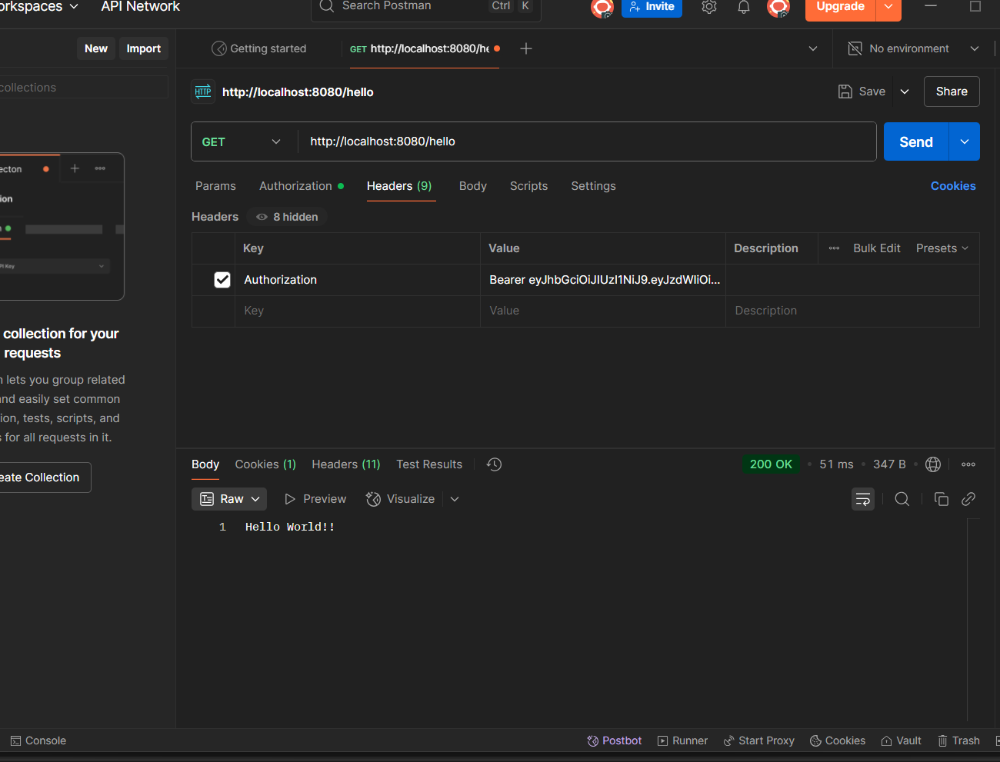 orkspaces API Network Search Postman Ctrl K Invite Upgrade
New Import Getting started GET http://localhost:8080/he No environment
collections
HTTP http://localhost:8080/hello Save Share
GET http://localhost:8080/hello Send
Params Authorization Headers (9) Body Scripts Settings Cookies
Headers 8 hidden
Key Value Description Bulk Edit Presets
Authorization Bearer eyJhbGciOiJIUzI1NiJ9.eyJzdWIiOi...
Key Value Description
ecton
ion
PI Key
collection for your
requests
n lets you group related
and easily set common
ion, tests, scripts, and
s for all requests in it.
eate Collection
Body Cookies (1) Headers (11) Test Results 200 OK 51 ms 347 B
Raw Preview Visualize
1 Hello World!!
Console Postbot Runner Start Proxy Cookies Vault Trash